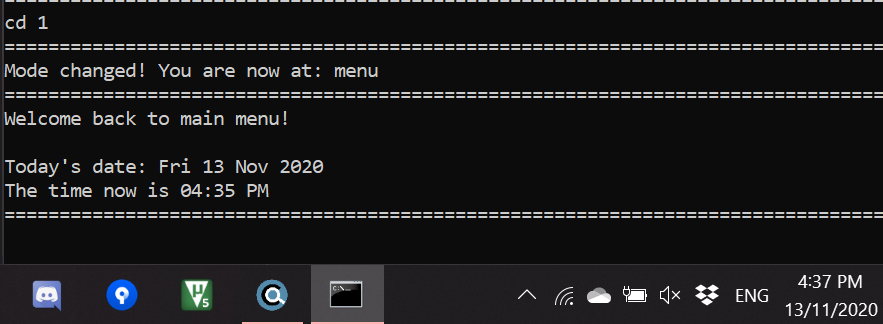 ================================================================================
cd 1
================================================================================
Mode changed! You are now at: menu
================================================================================
Welcome back to main menu!
Today's date: Fri 13 Nov 2020
The time now is 04:35 PM
================================================================================
µ5
C:\_
ENG
4:37 PM
13/11/2020